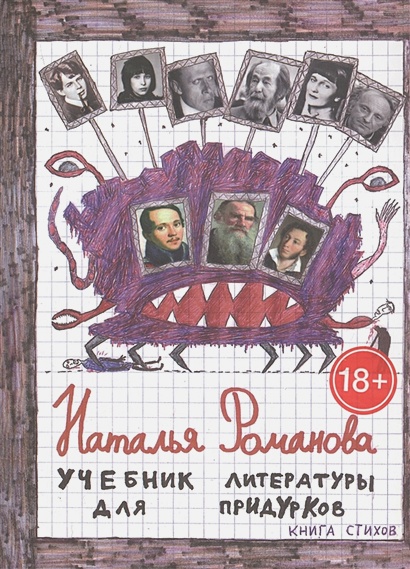 18+
Наталья Романова
УЧЕБНИК ЛИТЕРАТУРЫ
ДЛЯ ПРИДУРКОВ
КНИГА СТИХОВ